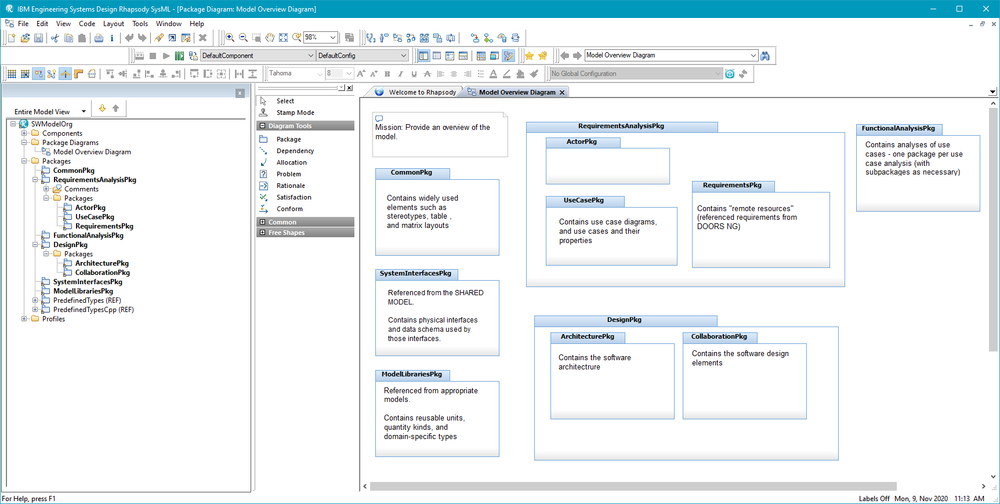 IBM Engineering Systems Design Rhapsody SysML - [Package Diagram: Model Overview Diagram]
File Edit View Code Layout Tools Window Help
98%
DefaultComponent DefaultConfig Model Overview Diagram
Tahoma 8 No Global Configuration
Entire Model View
SWModelOrg
Components
Package Diagrams
Model Overview Diagram
Packages
CommonPkg
RequirementsAnalysisPkg
Comments
Packages
ActorPkg
UseCasePkg
RequirementsPkg
FunctionalAnalysisPkg
DesignPkg
Packages
ArchitecturePkg
CollaborationPkg
SystemInterfacesPkg
ModelLibrariesPkg
PredefinedTypes (REF)
PredefinedTypesCpp (REF)
Profiles
Select
Stamp Mode
Diagram Tools
Package
Dependency
Allocation
Problem
Rationale
Satisfaction
Conform
Common
Free Shapes
Welcome to Rhapsody Model Overview Diagram
Mission: Provide an overview of the
model.
CommonPkg
Contains widely used
elements such as
stereotypes, table ,
and matrix layouts
SystemInterfacesPkg
Referenced from the SHARED
MODEL.
Contains physical interfaces
and data schema used by
those interfaces.
ModelLibrariesPkg
Referenced from appropriate
models.
Contains reusable units,
quantity kinds, and
domain-specific types
RequirementsAnalysisPkg
ActorPkg
UseCasePkg
Contains use case diagrams,
and use cases and their
properties
RequirementsPkg
Contains "remote resources"
(referenced requirements from
DOORS NG)
FunctionalAnalysisPkg
Contains analyses of use
cases - one package per use
case analysis (with
subpackages as necessary)
DesignPkg
ArchitecturePkg
Contains the software
architectrure
CollaborationPkg
Contains the software design
elements
For Help, press F1
Labels Off Mon, 9, Nov 2020 11:13 AM